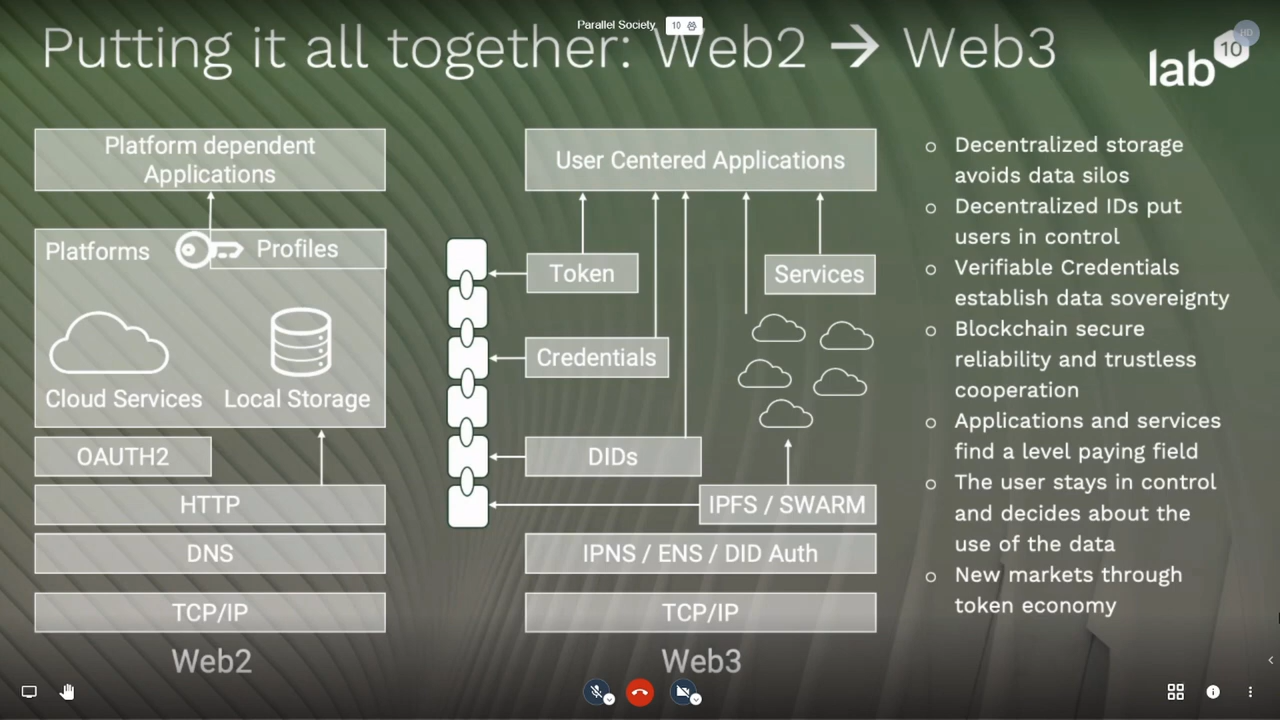 Parallel Society 10
Putting it all together: Web2 → Web3
lab10
HD
Platform dependent
Applications
Platforms
Profiles
Cloud Services
Local Storage
OAUTH2
HTTP
DNS
TCP/IP
Web2
User Centered Applications
Token
Services
Credentials
DIDs
IPFS / SWARM
IPNS / ENS / DID Auth
TCP/IP
Web3
Decentralized storage
avoids data silos
Decentralized IDs put
users in control
Verifiable Credentials
establish data sovereignty
Blockchain secure
reliability and trustless
cooperation
Applications and services
find a level paying field
The user stays in control
and decides about the
use of the data
New markets through
token economy